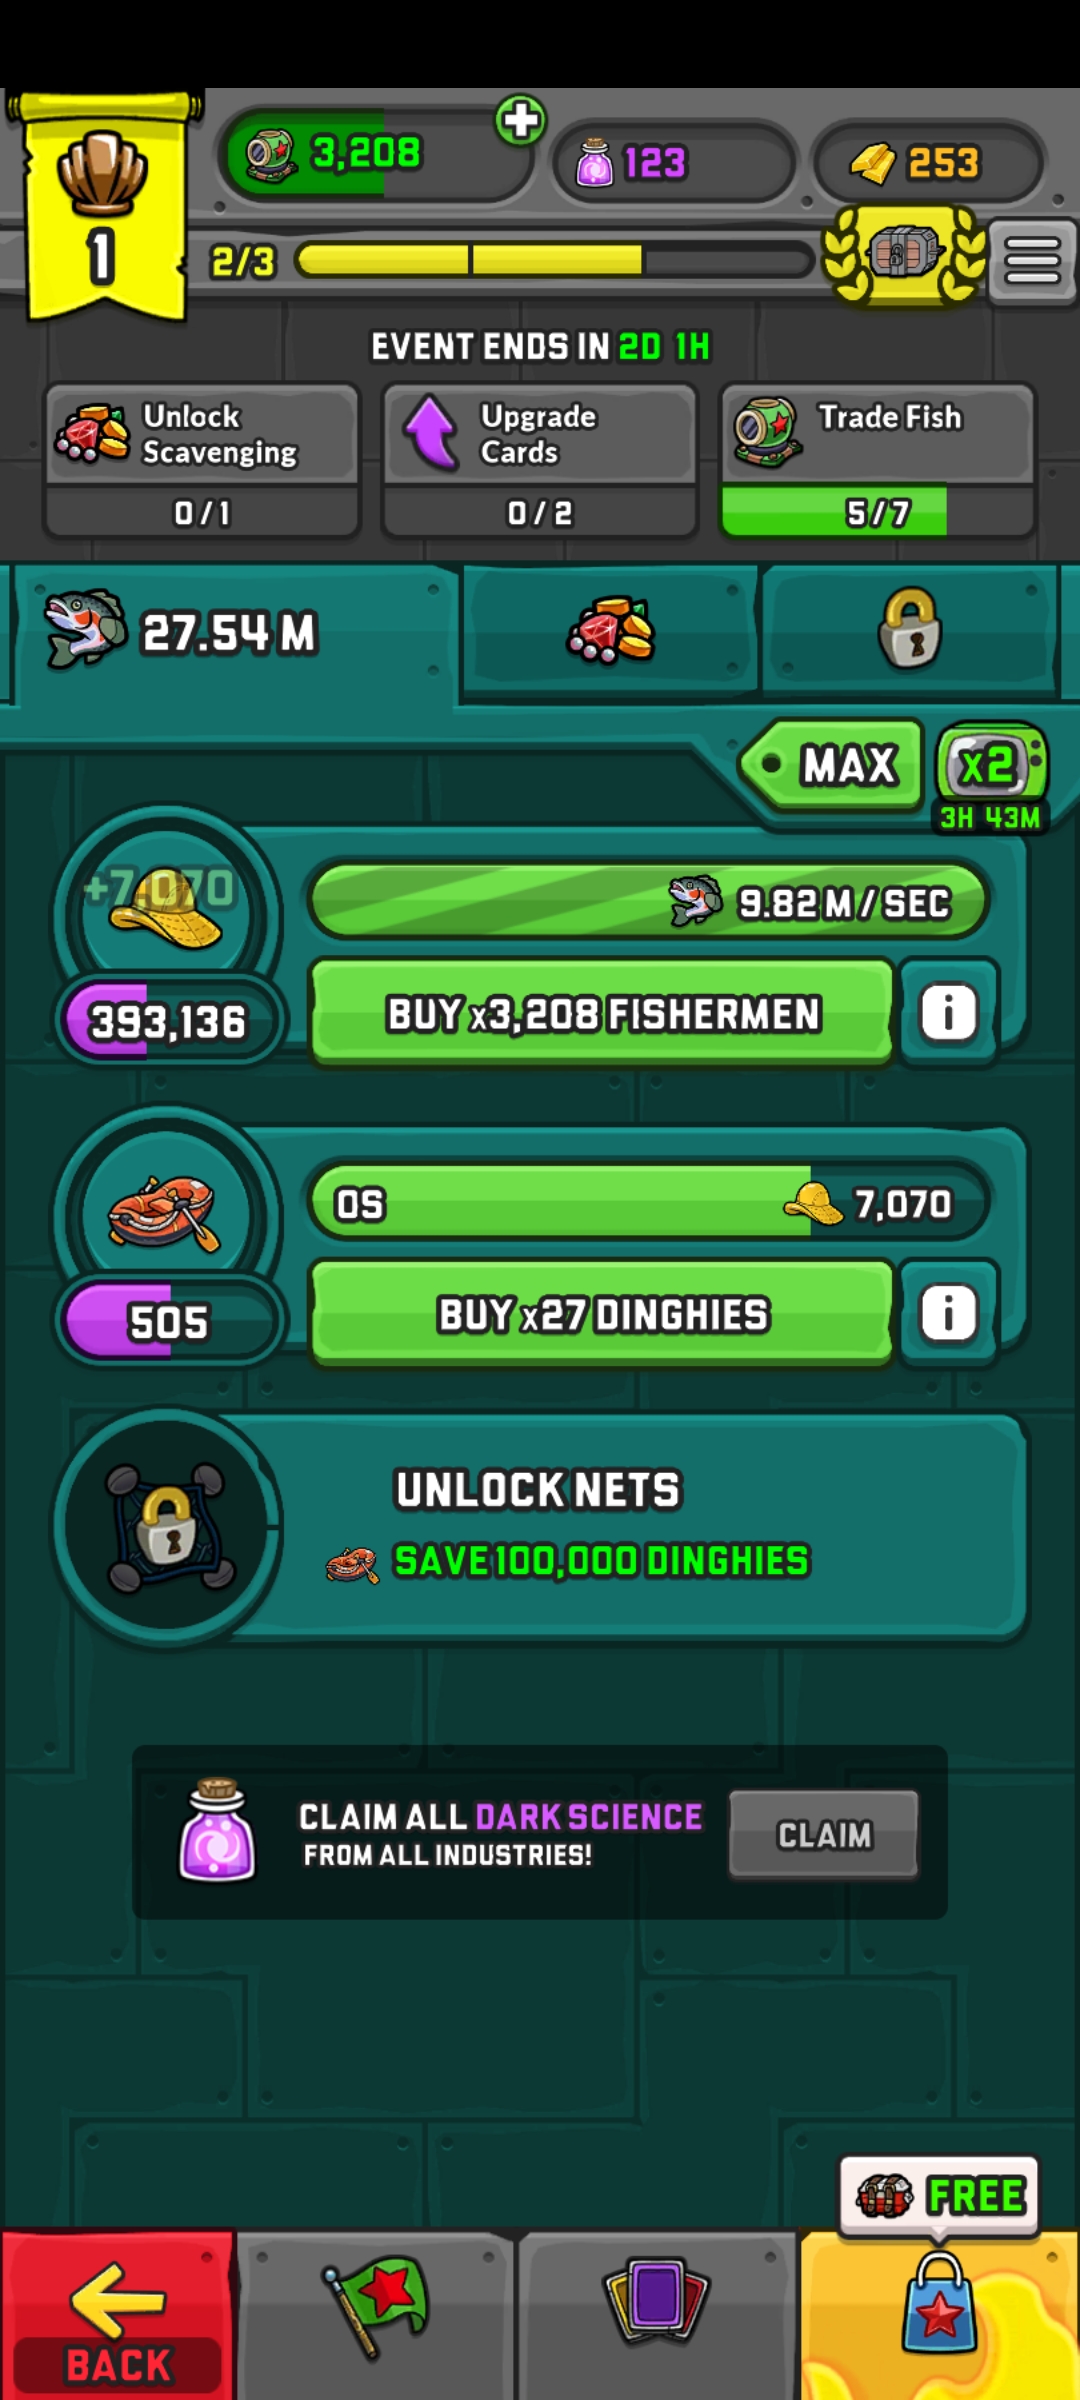 3,208
123
253
1
2/3
EVENT ENDS IN 2D 1H
Unlock
Scavenging
0/1
Upgrade
Cards
0/2
Trade Fish
5/7
27.54 M
MAX
x2
3H 43M
+7,070
9.82 M / SEC
393,136
BUY x3,208 FISHERMEN
i
0S
7,070
505
BUY x27 DINGHIES
i
UNLOCK NETS
SAVE 100,000 DINGHIES
CLAIM ALL DARK SCIENCE
FROM ALL INDUSTRIES!
CLAIM
FREE
BACK